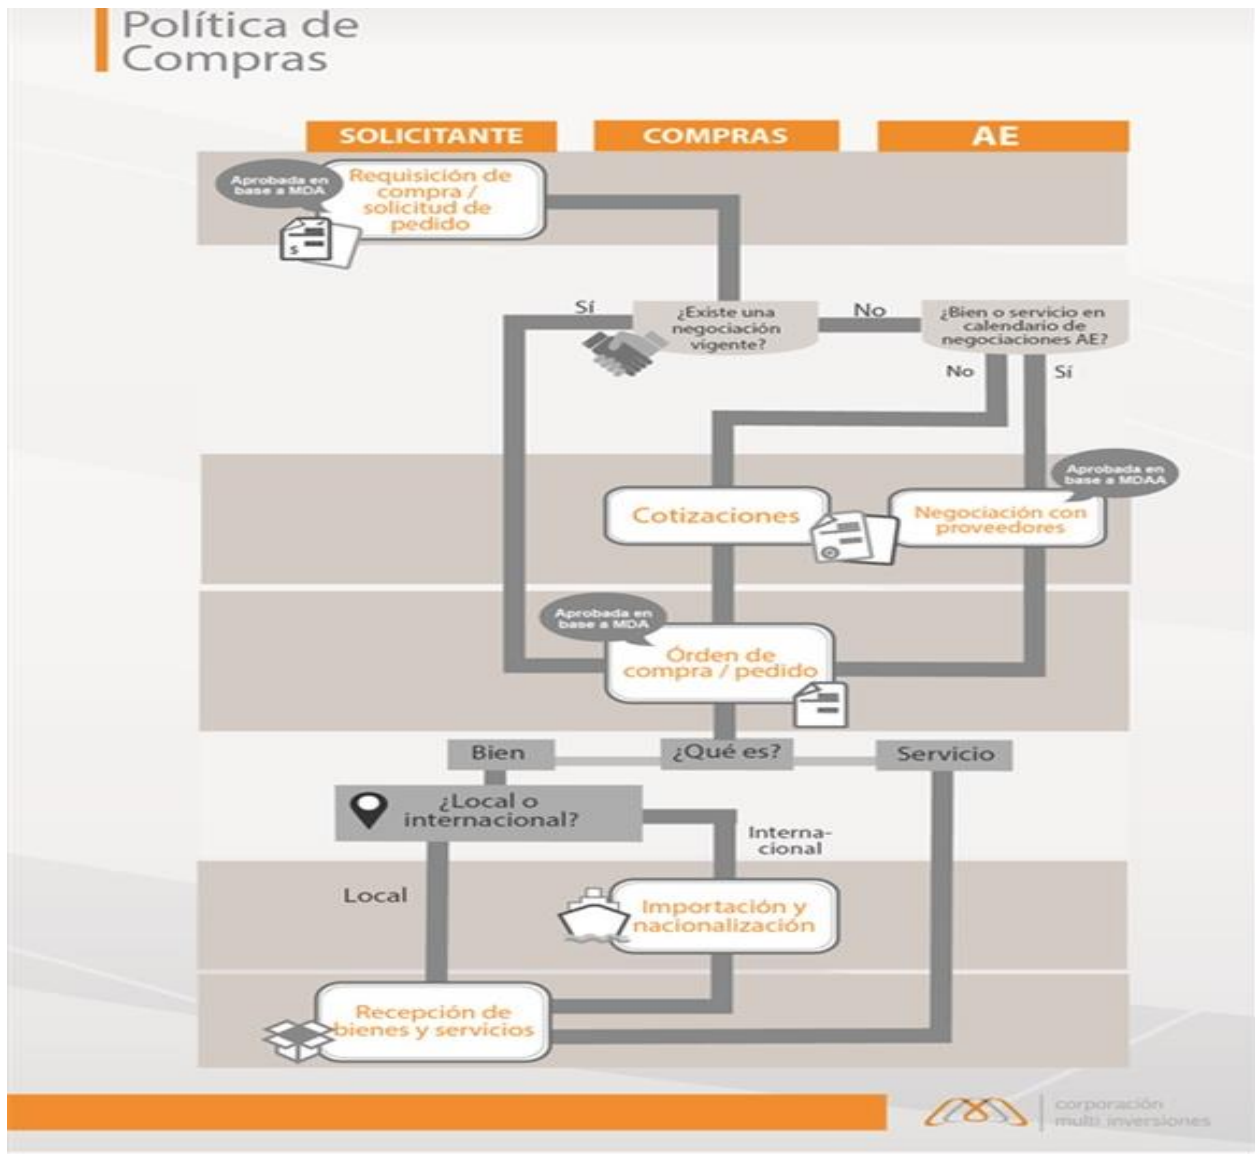 Política de
Compras
SOLICITANTE
COMPRAS
AE
Aprobada en
base a MDA
Requisición de
compra /
solicitud de
pedido
$
Sí
¿Existe una
negociación
vigente?
No
¿Bien o servicio en
calendario de
negociaciones AE?
No
Sí
Aprobada en
base a MDAA
Cotizaciones
Negociación con
proveedores
Aprobada en
base a MDA
Órden de
compra / pedido
Bien
¿Qué es?
Servicio
¿Local o
internacional?
Interna-
cional
Local
Importación y
nacionalización
Recepción de
bienes y servicios
corporación
multi inversiones